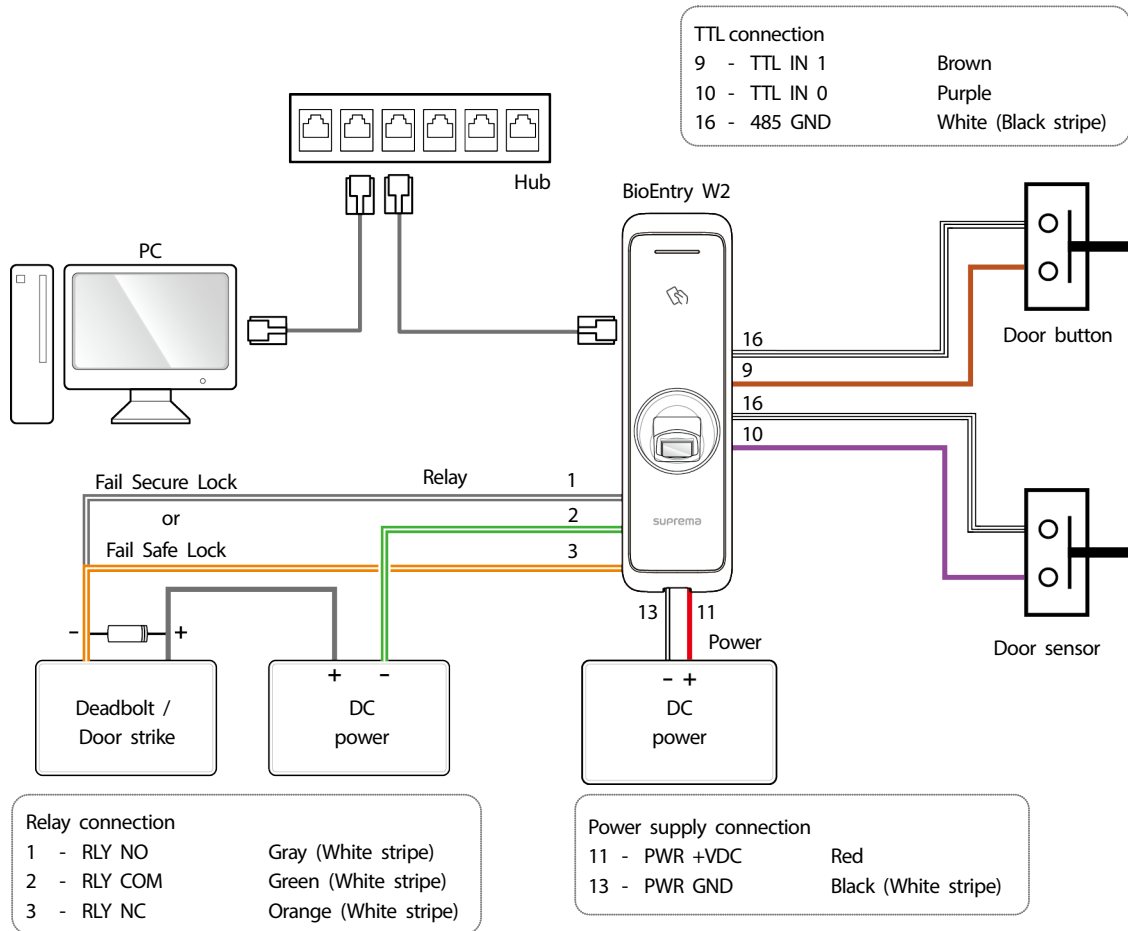 TTL connection
9 - TTL IN 1 Brown
10 - TTL IN 0 Purple
16 - 485 GND White (Black stripe)
Hub
BioEntry W2
PC
Door button
16
9
16
10
Fail Secure Lock
Relay
1
or
2
Fail Safe Lock
3
suprema
13
11
Power
Door sensor
- +
+ -
- +
Deadbolt /
Door strike
DC
power
DC
power
Relay connection
1 - RLY NO Gray (White stripe)
2 - RLY COM Green (White stripe)
3 - RLY NC Orange (White stripe)
Power supply connection
11 - PWR +VDC Red
13 - PWR GND Black (White stripe)